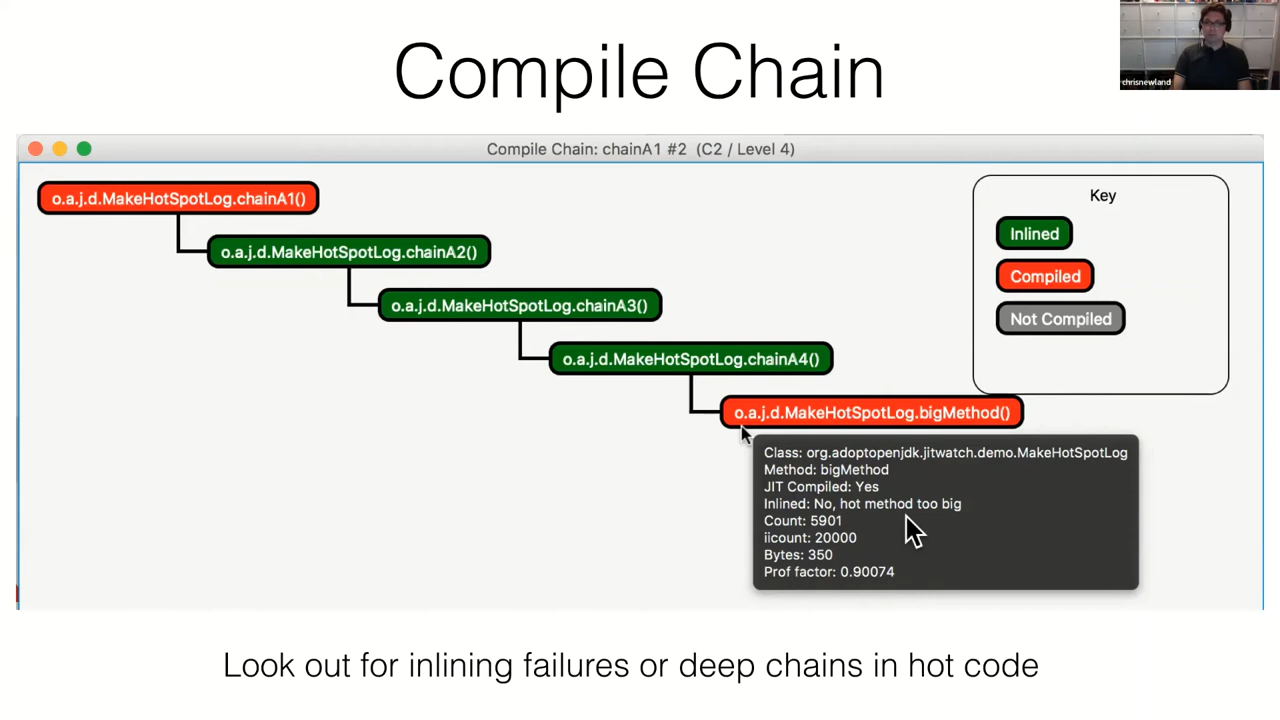 Compile Chain
chrisnewland
Compile Chain: chainA1 #2 (C2 / Level 4)
o.a.j.d.MakeHotSpotLog.chainA1()
o.a.j.d.MakeHotSpotLog.chainA2()
o.a.j.d.MakeHotSpotLog.chainA3()
o.a.j.d.MakeHotSpotLog.chainA4()
o.a.j.d.MakeHotSpotLog.bigMethod()
Key
Inlined
Compiled
Not Compiled
Class: org.adoptopenjdk.jitwatch.demo.MakeHotSpotLog
Method: bigMethod
JIT Compiled: Yes
Inlined: No, hot method too big
Count: 5901
iicount: 20000
Bytes: 350
Prof factor: 0.90074
Look out for inlining failures or deep chains in hot code